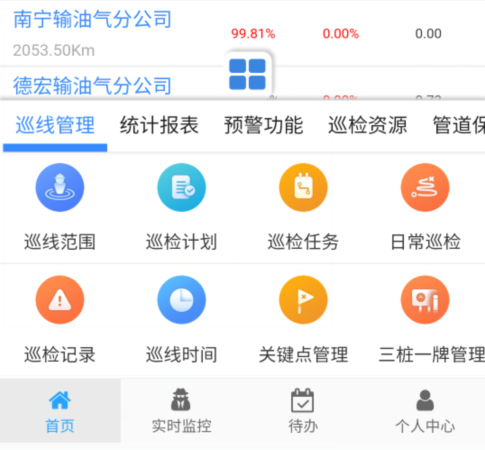 南宁输油气分公司 99.81% 0.00% 0.00
2053.50Km
德宏输油气分公司
巡线管理 统计报表 预警功能 巡检资源 管道
巡线范围 巡检计划 巡检任务 日常巡检
巡检记录 巡线时间 关键点管理 三桩一牌管理
首页 实时监控 待办 个人中心